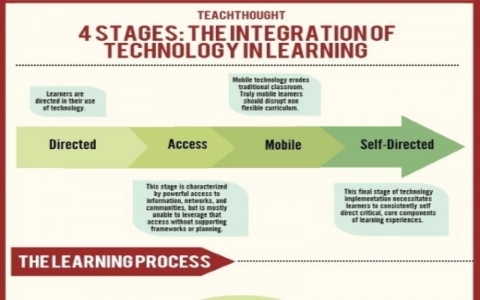 TEACHTHOUGHT
4 STAGES: THE INTEGRATION OF
TECHNOLOGY IN LEARNING
Learners are
directed in their use
of technology.
Mobile technology erodes
traditional classroom.
Truly mobile learners
should disrupt non
flexible curriculum.
Directed
Access
Mobile
Self-Directed
This stage is characterized
by powerful access to
information, networks, and
communities, but is mostly
unable to leverage that
access without supporting
frameworks or planning.
This final stage of technology
implementation necessitates
learners to consistently self
direct critical, core components
of learning experiences.
THE LEARNING PROCESS